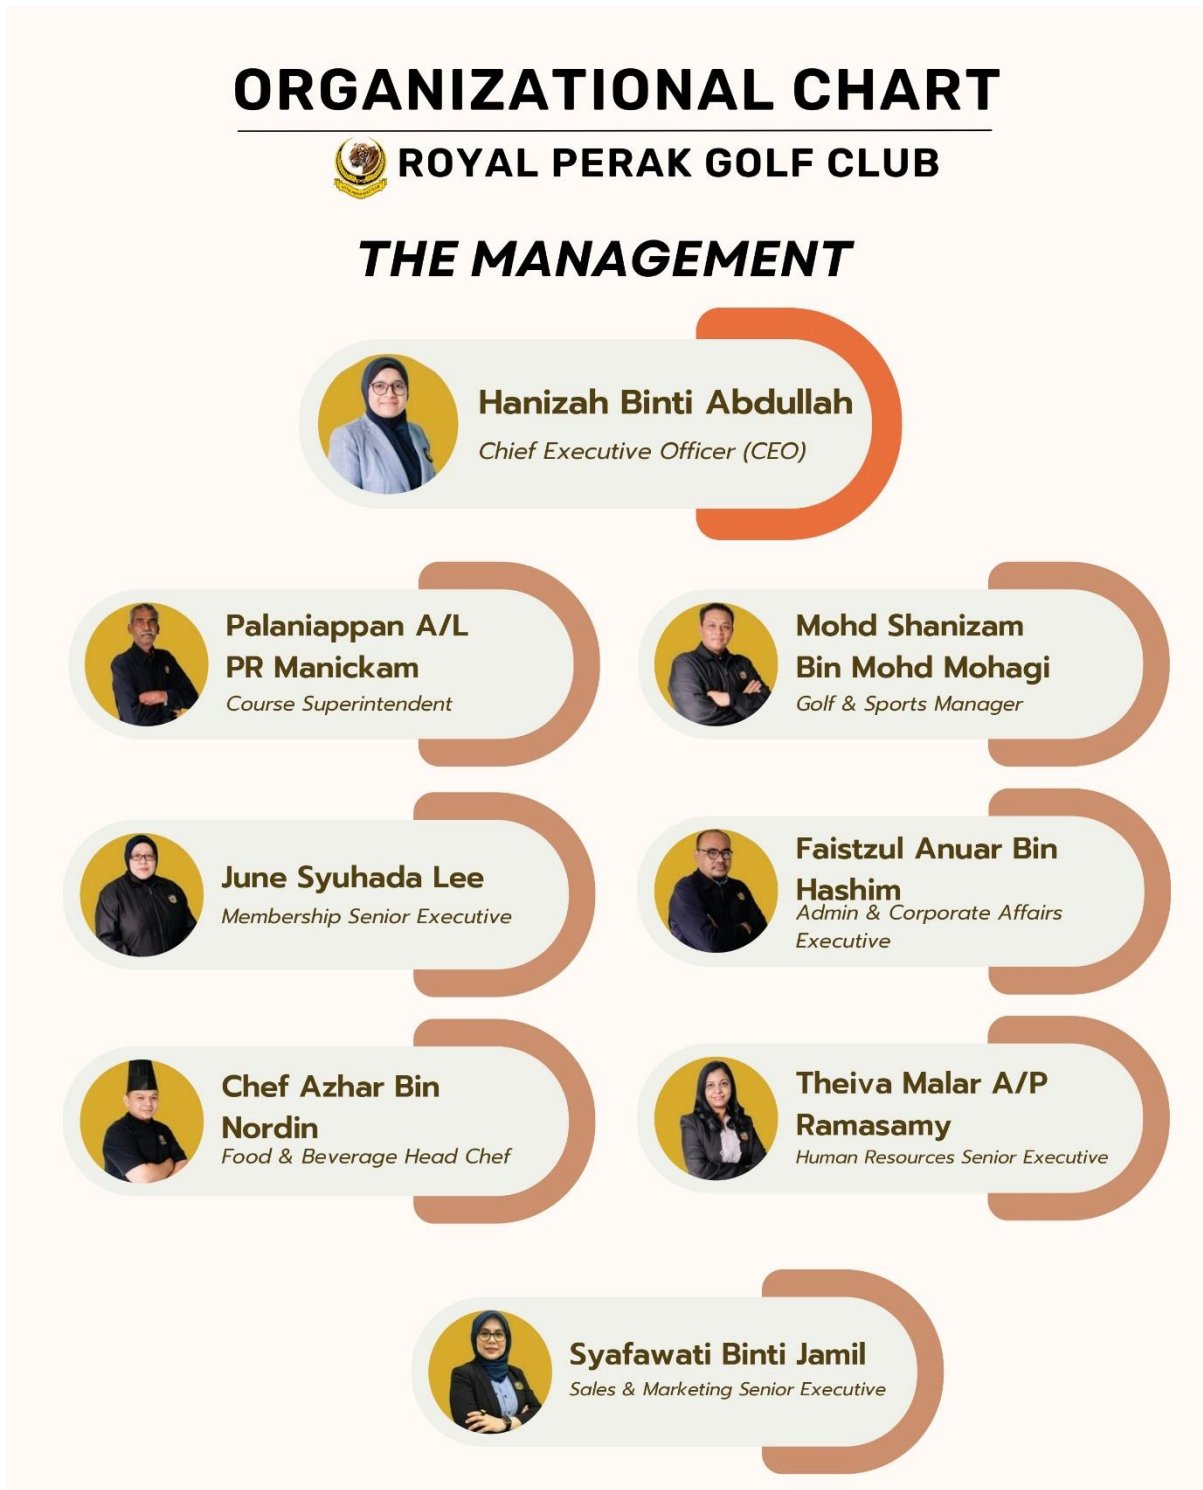 ORGANIZATIONAL CHART
ROYAL PERAK GOLF CLUB
THE MANAGEMENT
Hanizah Binti Abdullah
Chief Executive Officer (CEO)
Palaniappan A/L
PR Manickam
Course Superintendent
Mohd Shanizam
Bin Mohd Mohagi
Golf & Sports Manager
June Syuhada Lee
Membership Senior Executive
Faistzul Anuar Bin
Hashim
Admin & Corporate Affairs
Executive
Chef Azhar Bin
Nordin
Food & Beverage Head Chef
Theiva Malar A/P
Ramasamy
Human Resources Senior Executive
Syafawati Binti Jamil
Sales & Marketing Senior Executive